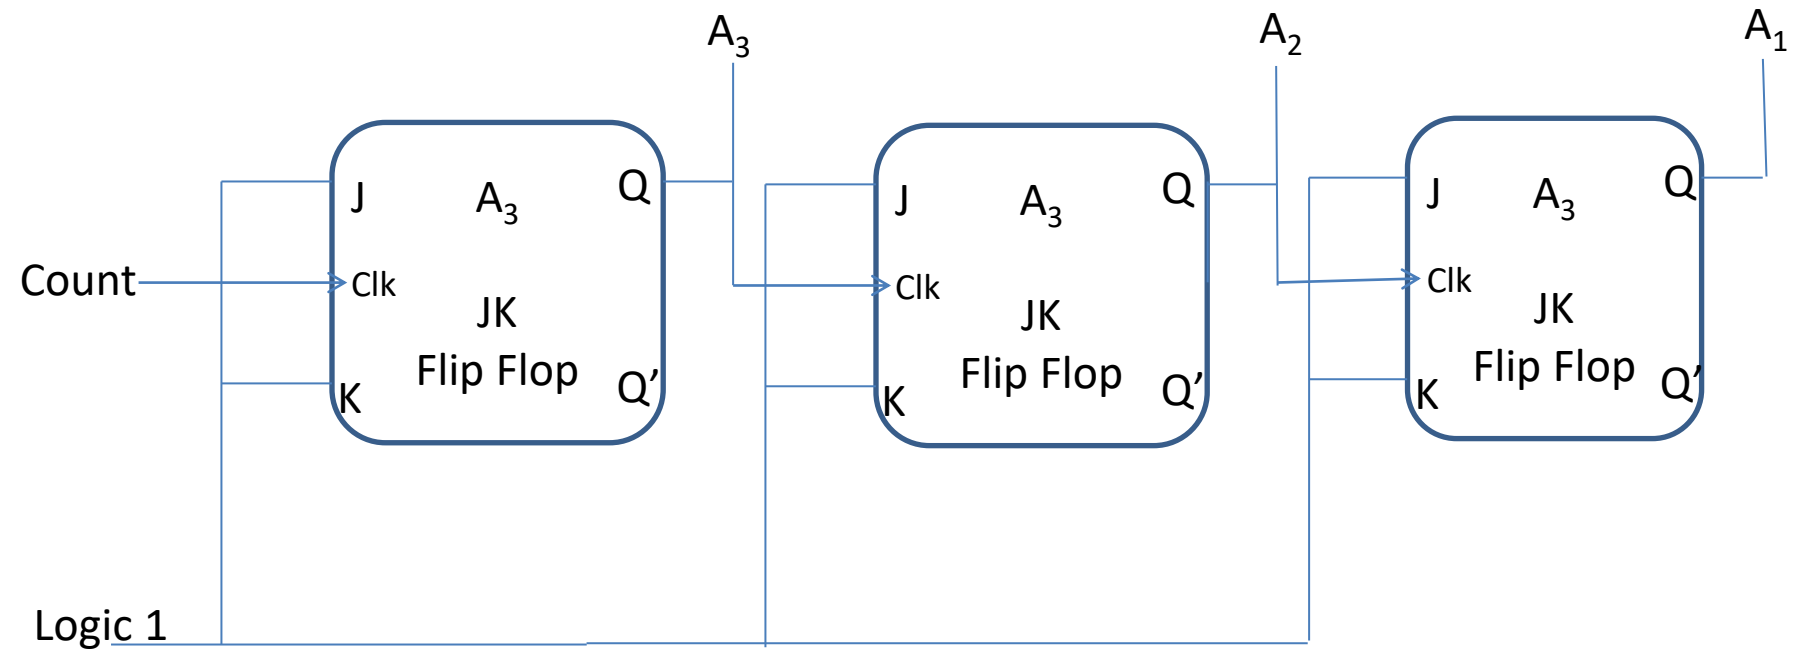 A₃
A₂
A₁
J
A₃
Q
Count
Clk
JK
Flip Flop
K
Q’
J
A₃
Q
Clk
JK
Flip Flop
K
Q’
J
A₃
Q
Clk
JK
Flip Flop
K
Q’
Logic 1